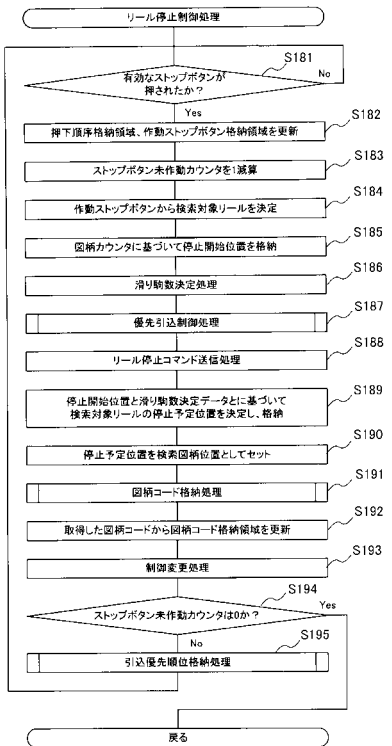 リール停止制御処理
S181
有効なストップボタンが
押されたか?
No
Yes
S182
押下順序格納領域、作動ストップボタン格納領域を更新
S183
ストップボタン未作動カウンタを1減算
S184
作動ストップボタンから検索対象リールを決定
S185
図柄カウンタに基づいて停止開始位置を格納
S186
滑り駒数決定処理
S187
優先引込制御処理
S188
リール停止コマンド送信処理
S189
停止開始位置と滑り駒数決定データとに基づいて
検索対象リールの停止予定位置を決定し、格納
S190
停止予定位置を検索図柄位置としてセット
S191
図柄コード格納処理
S192
取得した図柄コードから図柄コード格納領域を更新
S193
制御変更処理
S194
ストップボタン未作動カウンタは0か?
Yes
No
S195
引込優先順位格納処理
戻る